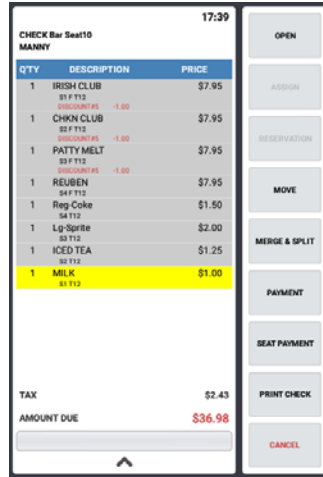 17:39
CHECK Bar Seat10
MANNY
Q'TY DESCRIPTION PRICE
1 IRISH CLUB $7.95
S1 F T12
DISCOUNT#5 -1.00
1 CHKN CLUB $7.95
S2 F T12
DISCOUNT#5 -1.00
1 PATTY MELT $7.95
S3 F T12
DISCOUNT#5 -1.00
1 REUBEN $7.95
S4 F T12
1 Reg-Coke $1.50
S4 T12
1 Lg-Sprite $2.00
S3 T12
1 ICED TEA $1.25
S2 T12
1 MILK $1.00
S1 T12
TAX $2.43
AMOUNT DUE $36.98
OPEN
ASSIGN
RESERVATION
MOVE
MERGE & SPLIT
PAYMENT
SEAT PAYMENT
PRINT CHECK
CANCEL